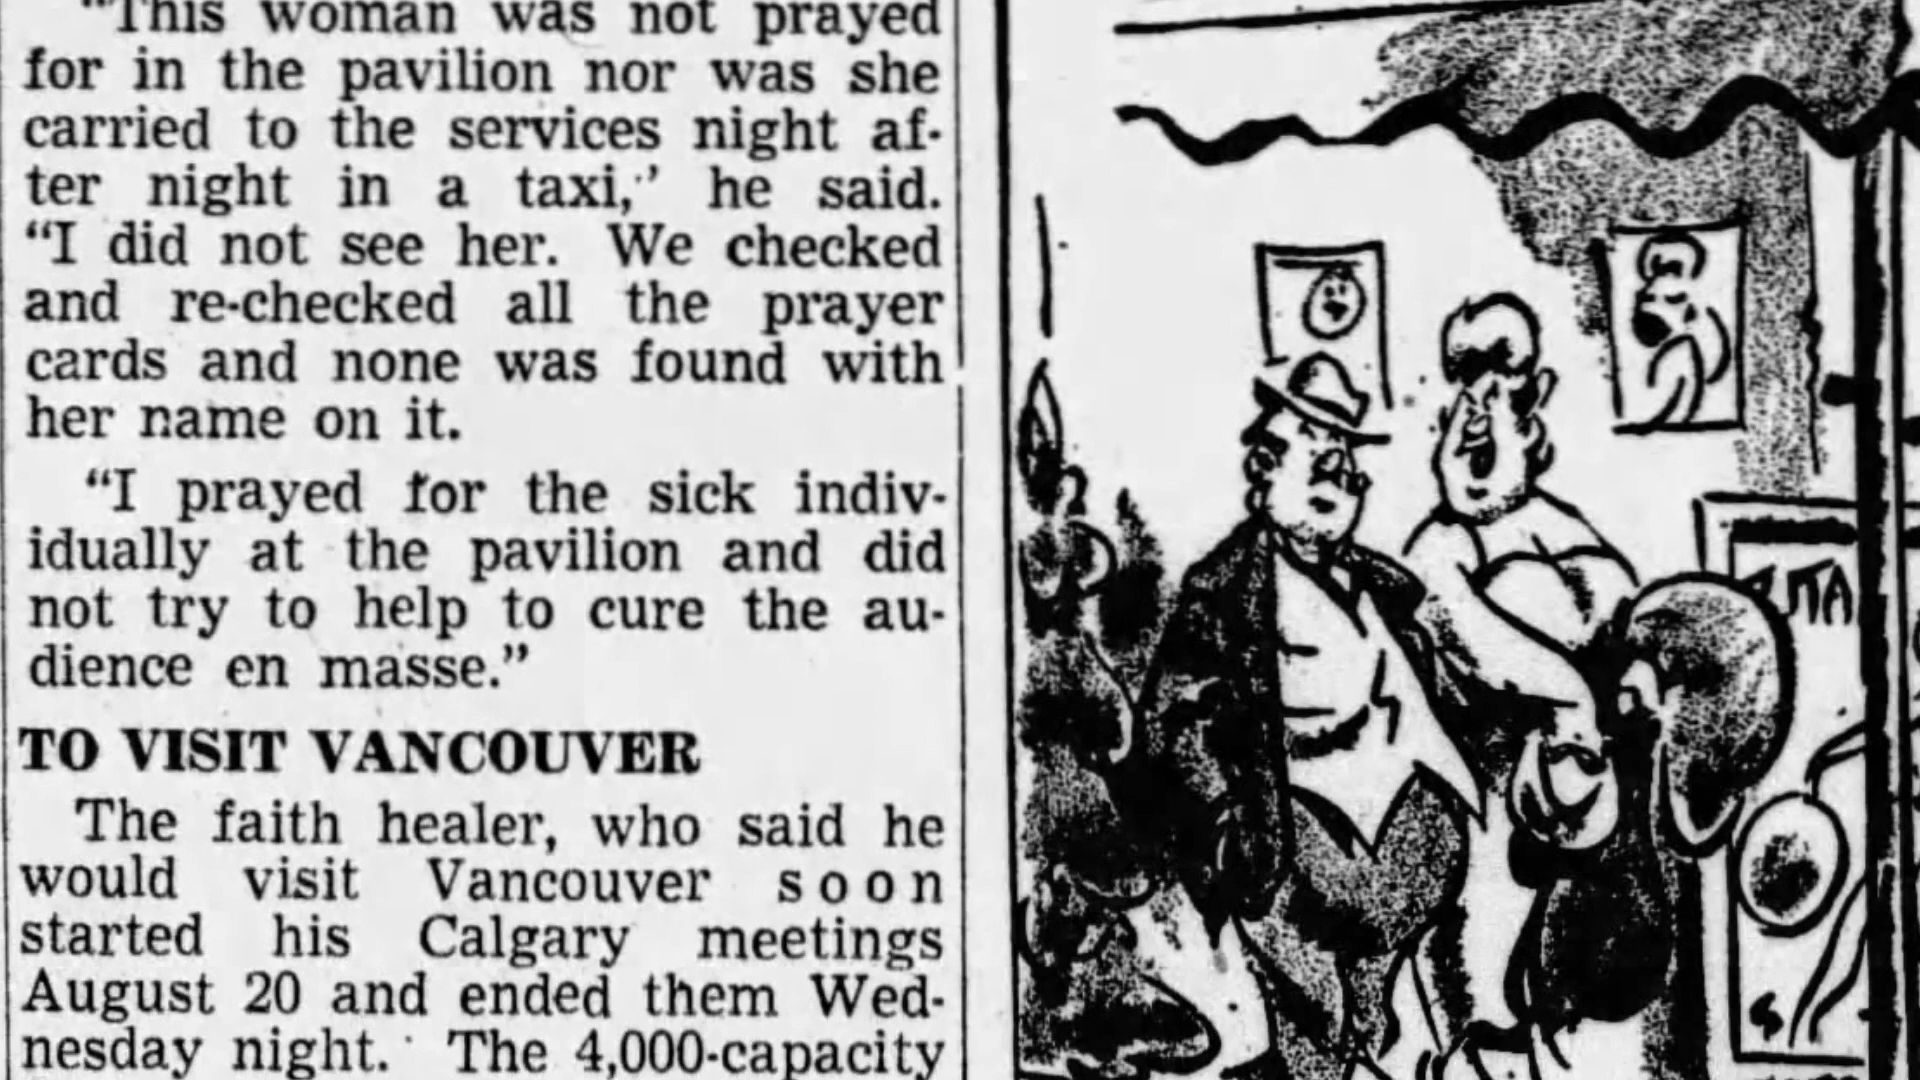 "This woman was not prayed
for in the pavilion nor was she
carried to the services night af-
ter night in a taxi,” he said.
“I did not see her. We checked
and re-checked all the prayer
cards and none was found with
her name on it.
“I prayed for the sick indiv-
idually at the pavilion and did
not try to help to cure the au-
dience en masse.”
TO VISIT VANCOUVER
The faith healer, who said he
would visit Vancouver soon
started his Calgary meetings
August 20 and ended them Wed-
nesday night. The 4,000-capacity